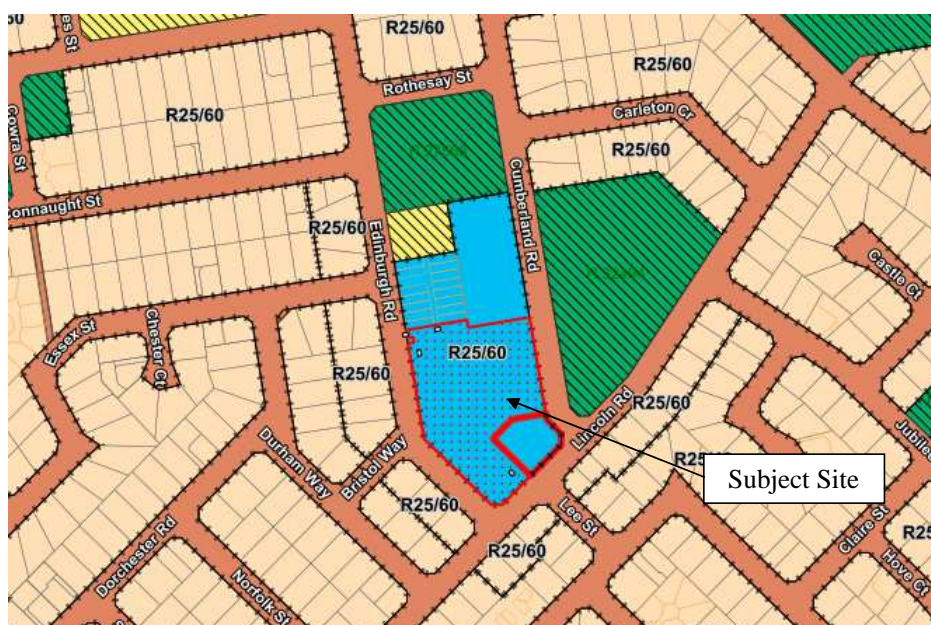 R25/60
R25/60
Rothesay St
R25/60
R25/60
Carleton Cr
R25/60
Cowra St
Connaught St
R25/60
Edinburgh Rd
Cumberland Rd
Castle Ct
Essex St
Chester Ct
R25/60
R25/60
Lincoln Rd
R25/60
Durham Way
Bristol Way
Subject Site
R25/60
Lee St
R25/60
Claire St
Dorchester Rd
Norfolk St
Hove Ct